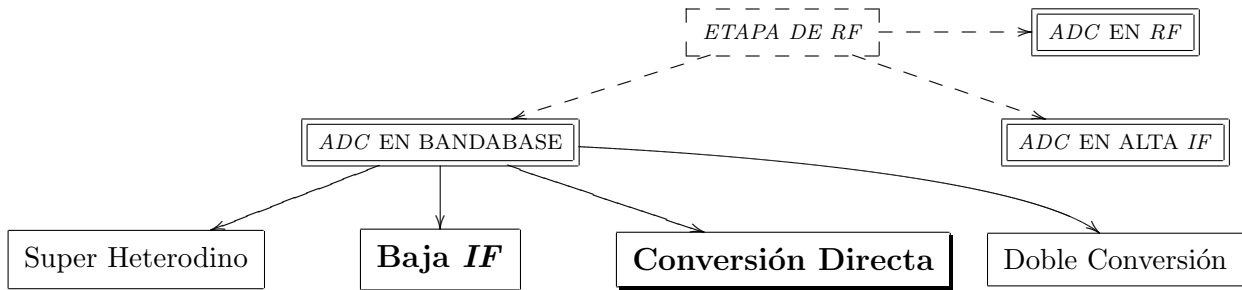 ETAPA DE RF
ADC EN RF
ADC EN BANDABASE
ADC EN ALTA IF
Super Heterodino
Baja IF
Conversión Directa
Doble Conversión